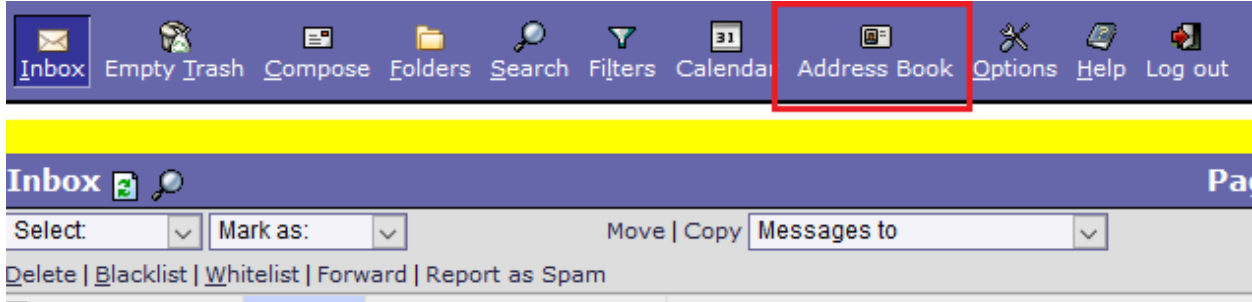 31
Inbox Empty Trash Compose Folders Search Filters Calendar Address Book Options Help Log out
Inbox
Select: Mark as: Move | Copy Messages to
Delete | Blacklist | Whitelist | Forward | Report as Spam